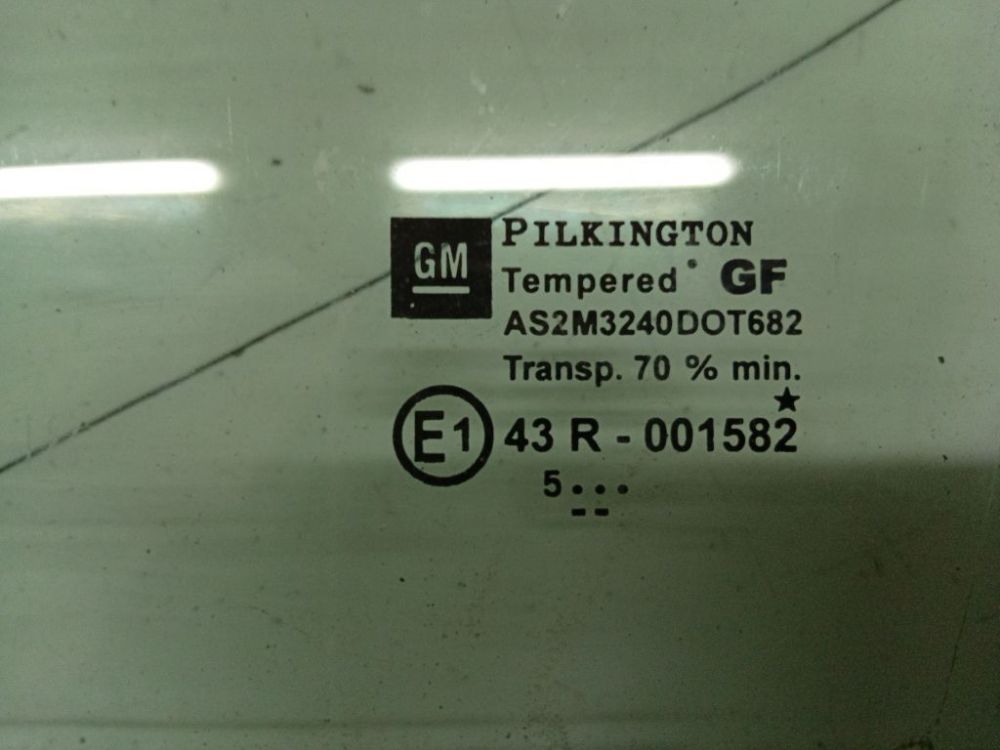 GM
PILKINGTON
Tempered GF
AS2M3240DOT682
Transp. 70 % min.
E1 43 R - 001582
5...
--